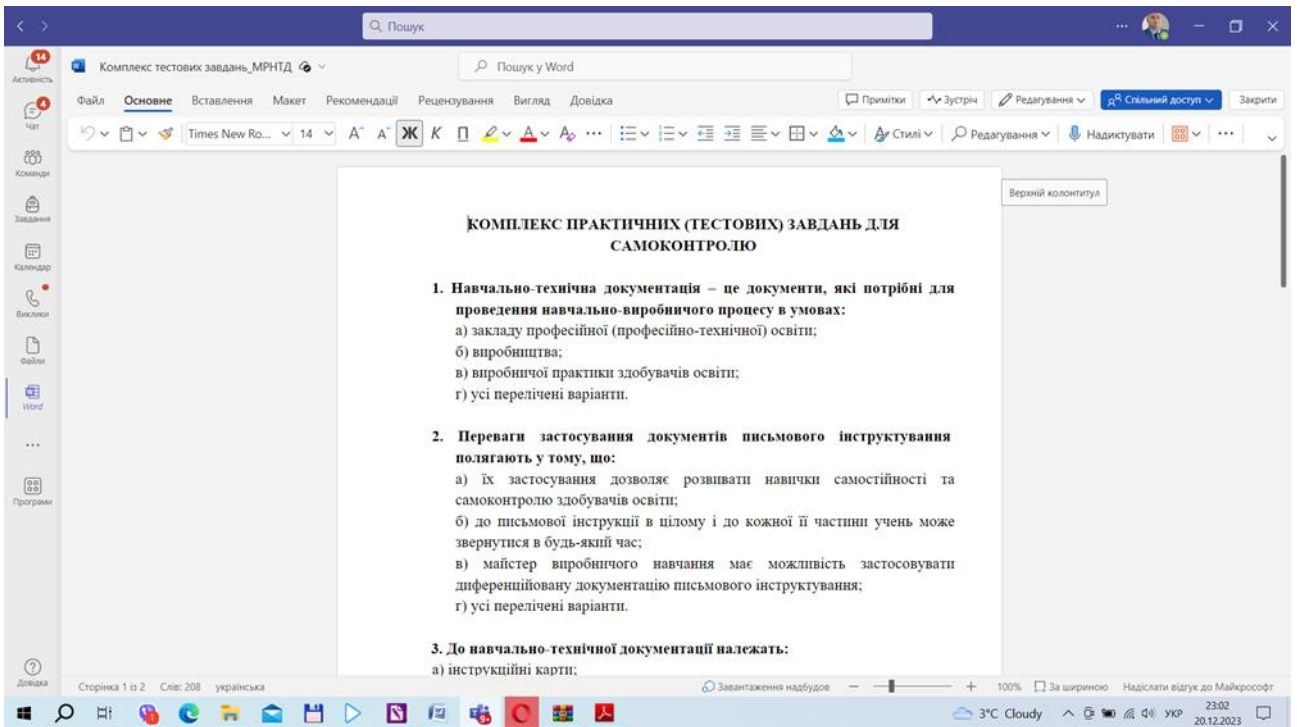 Пошук
14
Активність
Комплекс тестових завдань_МРНТД
Пошук у Word
Файл Основне Вставлення Макет Рекомендації Рецензування Вигляд Довідка
Примітки Зустріч Редагування Спільний доступ Закрити
4
Чат
Times New Ro... 14 Ж К П Стилі Редагування Надиктувати
Команди
Завдання
Календар
Виклики
Файли
Word
Програми
Довідка
Верхній колонтитул
КОМПЛЕКС ПРАКТИЧНИХ (ТЕСТОВИХ) ЗАВДАНЬ ДЛЯ
САМОКОНТРОЛЮ
1. Навчально-технічна документація – це документи, які потрібні для
проведення навчально-виробничого процесу в умовах:
а) закладу професійної (професійно-технічної) освіти;
б) виробництва;
в) виробничої практики здобувачів освіти;
г) усі перелічені варіанти.
2. Переваги застосування документів письмового інструктування
полягають у тому, що:
а) їх застосування дозволяє розвивати навички самостійності та
самоконтролю здобувачів освіти;
б) до письмової інструкції в цілому і до кожної її частини учень може
звернутися в будь-який час;
в) майстер виробничого навчання має можливість застосовувати
диференційовану документацію письмового інструктування;
г) усі перелічені варіанти.
3. До навчально-технічної документації належать:
а) інструкційні карти;
Сторінка 1 із 2 Слів: 208 українська Завантаження надбудов 100% За шириною Надіслати відгук до Майкрософт
3°C Cloudy УКР 23:02
20.12.2023